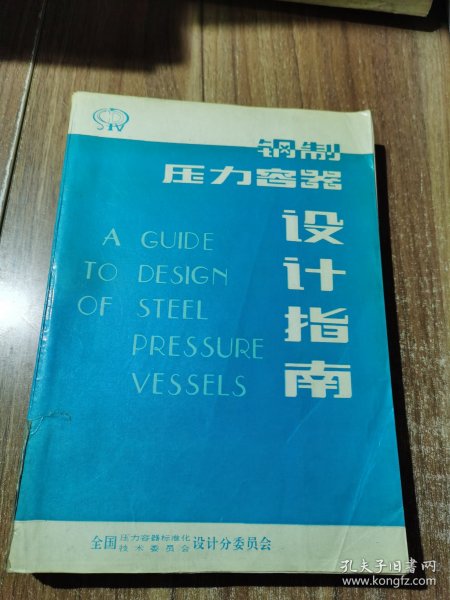 钢制
压力容器
设计指南
A GUIDE
TO DESIGN
OF STEEL
PRESSURE
VESSELS
全国压力容器标准化技术委员会设计分委员会
孔夫子旧书网
www.kongfz.com